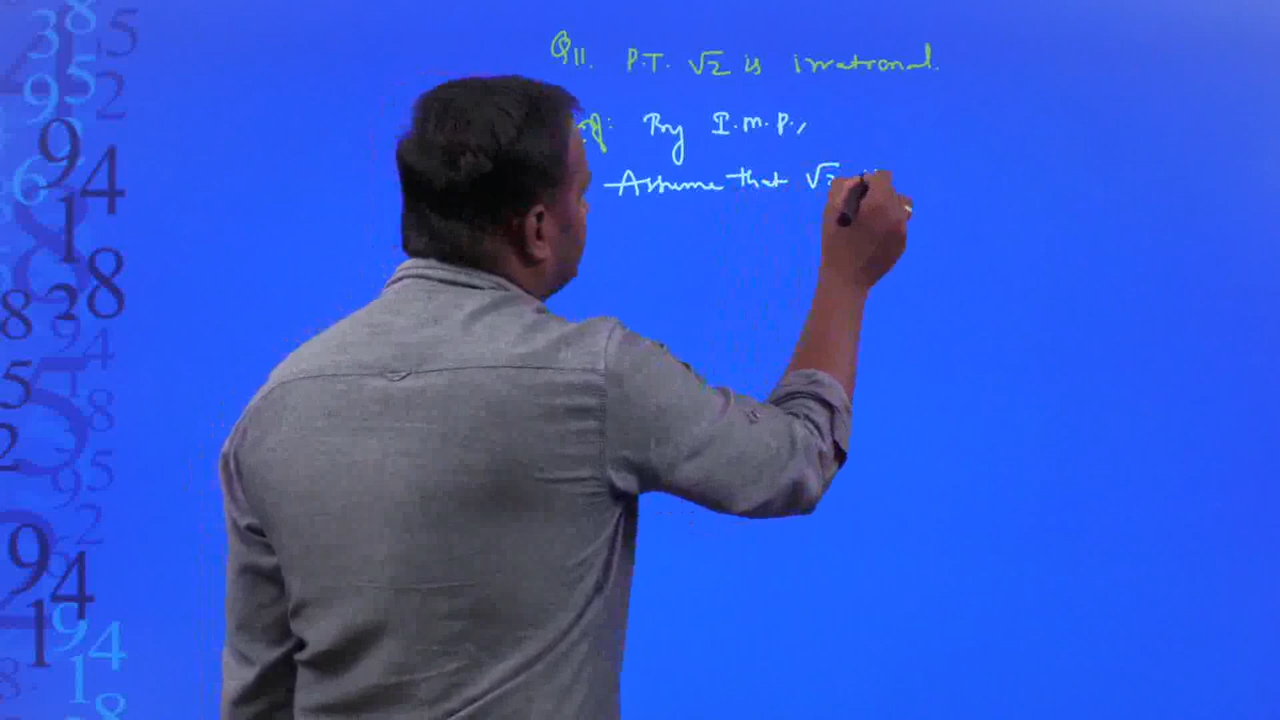 Q11. P.T. √2 is irrational.
By I.M.P.,
Assume that √2